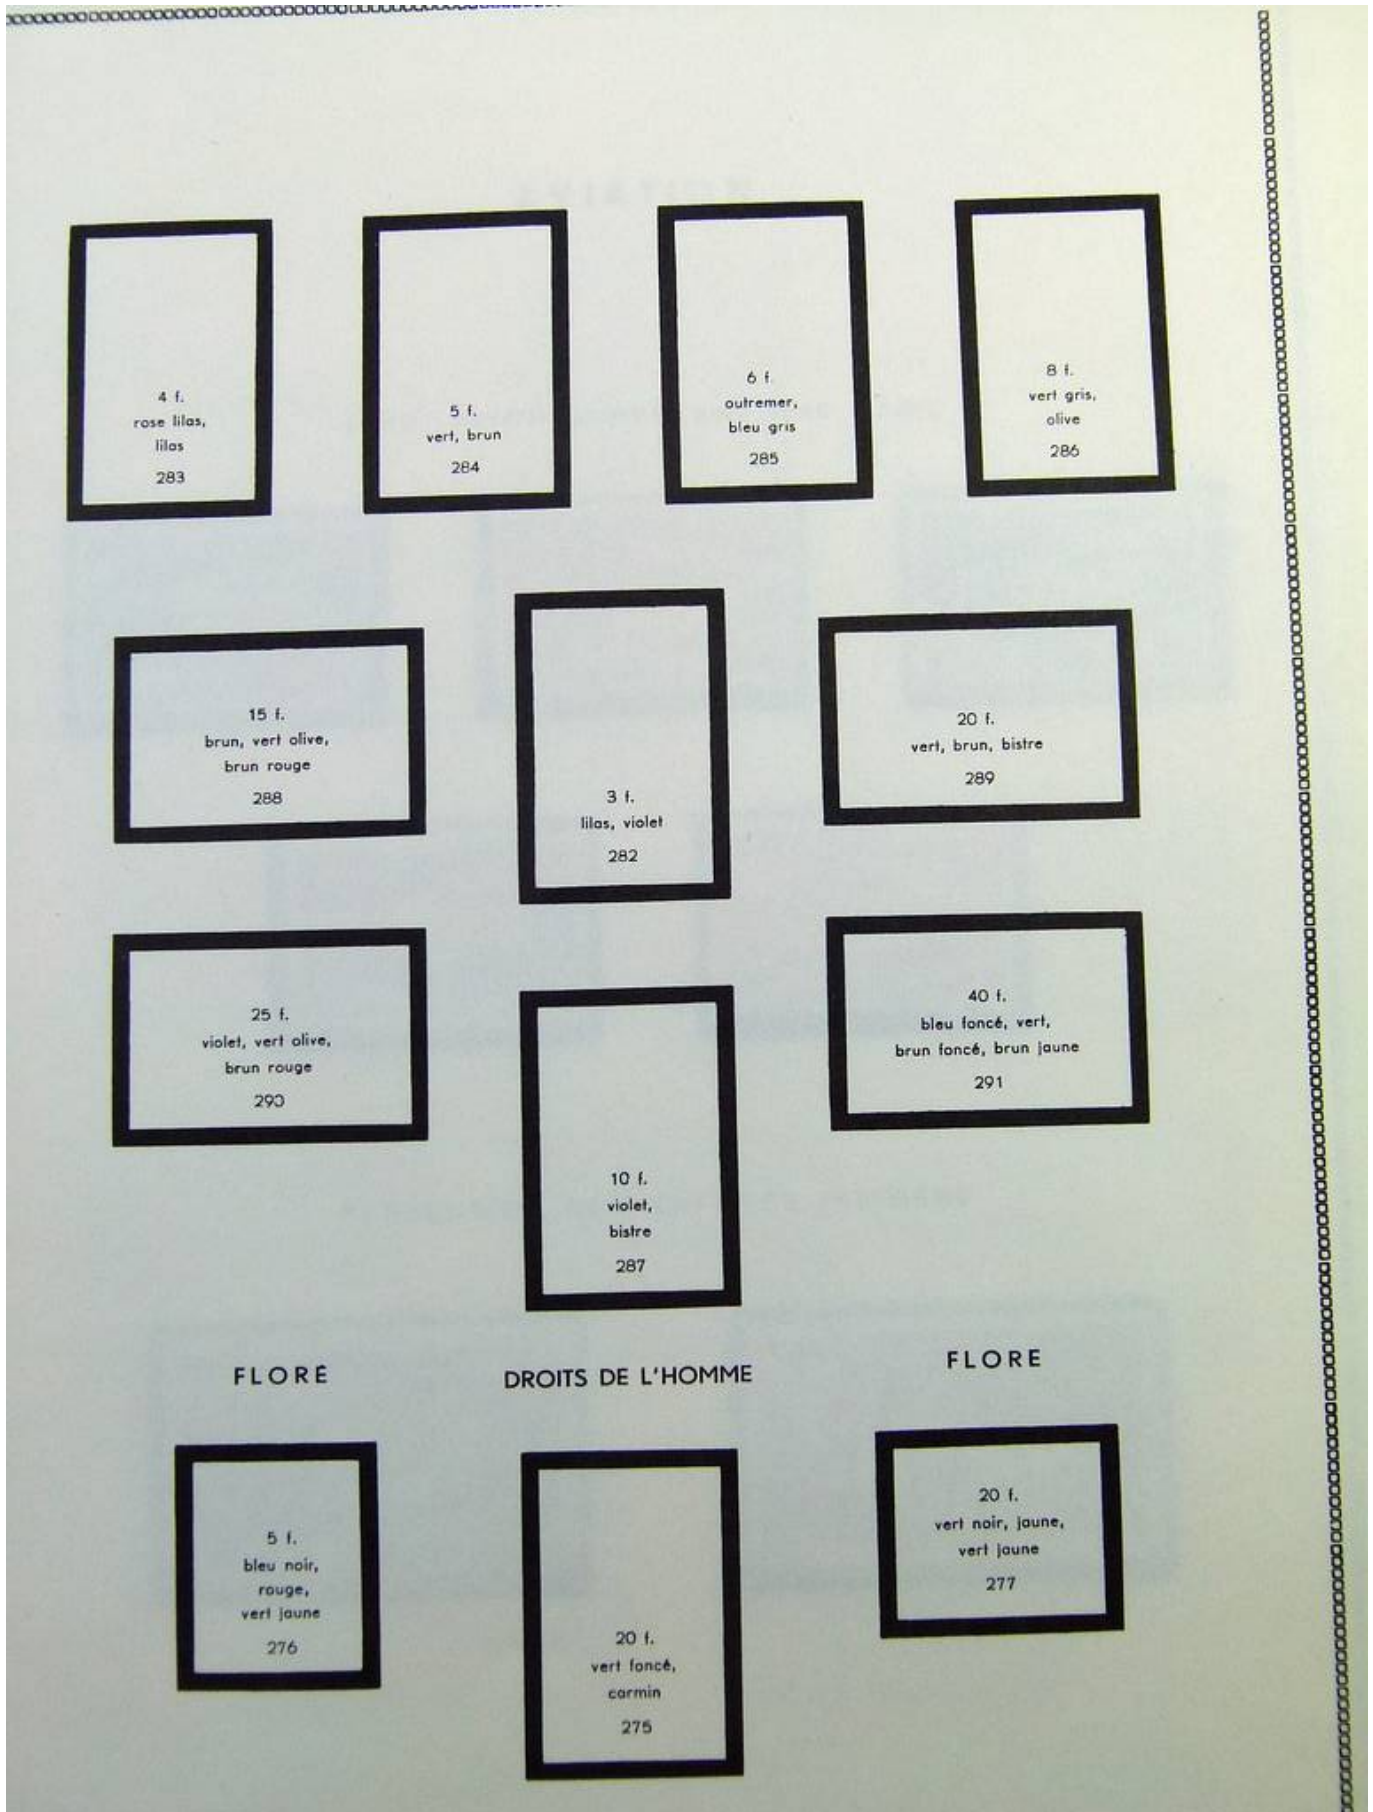 4 f.
rose lilas,
lilas
283
5 f.
vert, brun
284
6 f.
outremer,
bleu gris
285
8 f.
vert gris,
olive
286
15 f.
brun, vert olive,
brun rouge
288
3 f.
lilas, violet
282
20 f.
vert, brun, bistre
289
25 f.
violet, vert olive,
brun rouge
290
10 f.
violet,
bistre
287
40 f.
bleu foncé, vert,
brun foncé, brun jaune
291
FLORE
5 f.
bleu noir,
rouge,
vert jaune
276
DROITS DE L'HOMME
20 f.
vert foncé,
carmin
275
FLORE
20 f.
vert noir, jaune,
vert jaune
277